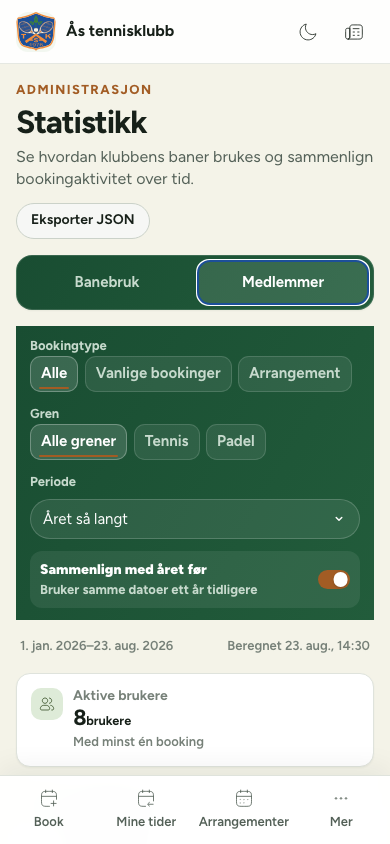 Ås tennisklubb
ADMINISTRASJON
Statistikk
Se hvordan klubbens baner brukes og sammenlign
bookingaktivitet over tid.
Eksporter JSON
Banebruk
Medlemmer
Bookingtype
Alle
Vanlige bookinger
Arrangement
Gren
Alle grener
Tennis
Padel
Periode
Året så langt
Sammenlign med året før
Bruker samme datoer ett år tidligere
1. jan. 2026–23. aug. 2026
Beregnet 23. aug., 14:30
Aktive brukere
8brukere
Med minst én booking
Book
Mine tider
Arrangementer
Mer